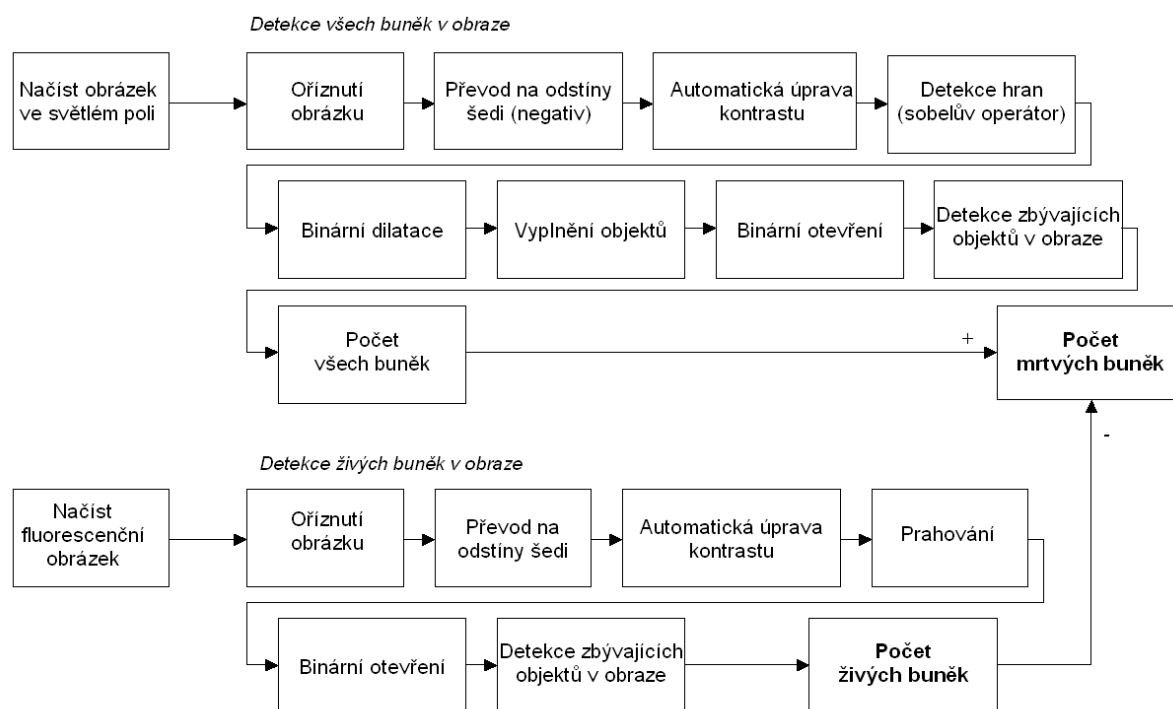 Detekce všech buněk v obraze
Načíst obrázek
ve světlém poli
Oříznutí
obrázku
Převod na odstíny
šedi (negativ)
Automatická úprava
kontrastu
Detekce hran
(sobelův operátor)
Binární dilatace
Vyplnění objektů
Binární otevření
Detekce zbývajících
objektů v obraze
Počet
všech buněk
+
Počet
mrtvých buněk
-
Detekce živých buněk v obraze
Načíst
fluorescenční
obrázek
Oříznutí
obrázku
Převod na
odstíny šedi
Automatická úprava
kontrastu
Prahování
Binární otevření
Detekce zbývajících
objektů v obraze
Počet
živých buněk